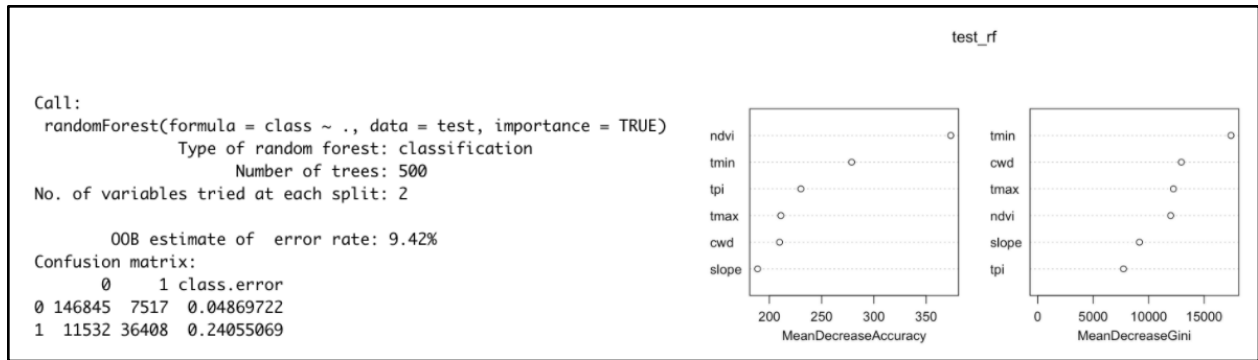 test_rf
Call:
 randomForest(formula = class ~ ., data = test, importance = TRUE)
               Type of random forest: classification
                     Number of trees: 500
No. of variables tried at each split: 2
        OOB estimate of  error rate: 9.42%
Confusion matrix:
       0     1 class.error
0 146845  7517  0.04869722
1  11532 36408  0.24055069
ndvi
tmin
tpi
tmax
cwd
slope
200 250 300 350
MeanDecreaseAccuracy
tmin
cwd
tmax
ndvi
slope
tpi
0 5000 10000 15000
MeanDecreaseGini